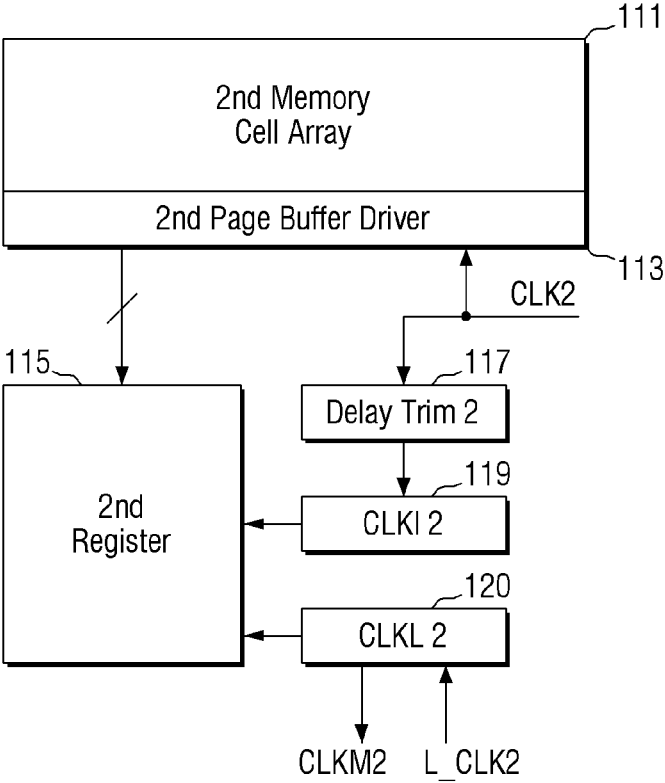 111
2nd Memory
Cell Array
2nd Page Buffer Driver
113
CLK2
115
117
Delay Trim 2
119
2nd
Register
CLKI 2
120
CLKL 2
CLKM2
L_CLK2